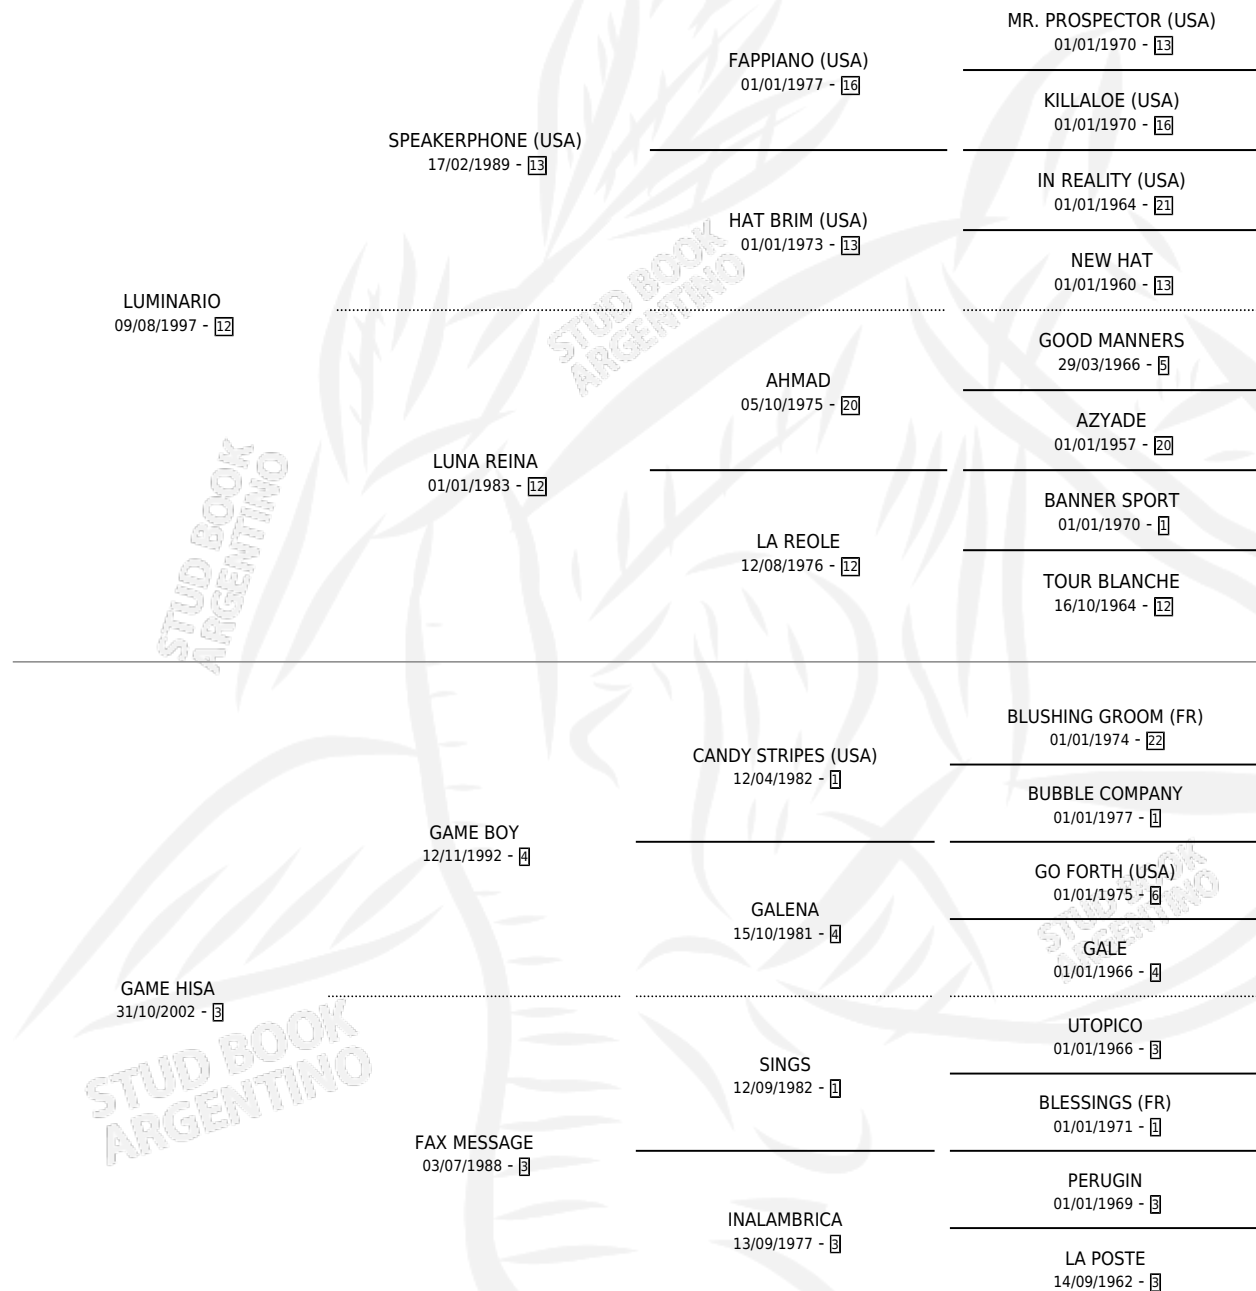 MR. PROSPECTOR (USA)
01/01/1970 - 13
FAPPIANO (USA)
01/01/1977 - 16
KILLALOE (USA)
01/01/1970 - 16
SPEAKERPHONE (USA)
17/02/1989 - 13
IN REALITY (USA)
01/01/1964 - 21
HAT BRIM (USA)
01/01/1973 - 13
NEW HAT
01/01/1960 - 13
LUMINARIO
09/08/1997 - 12
GOOD MANNERS
29/03/1966 - 5
AHMAD
05/10/1975 - 20
AZYADE
01/01/1957 - 20
LUNA REINA
01/01/1983 - 12
BANNER SPORT
01/01/1970 - 1
LA REOLE
12/08/1976 - 12
TOUR BLANCHE
16/10/1964 - 12
BLUSHING GROOM (FR)
01/01/1974 - 22
CANDY STRIPES (USA)
12/04/1982 - 1
BUBBLE COMPANY
01/01/1977 - 1
GAME BOY
12/11/1992 - 4
GO FORTH (USA)
01/01/1975 - 6
GALENA
15/10/1981 - 4
GALE
01/01/1966 - 4
GAME HISA
31/10/2002 - 3
UTOPICO
01/01/1966 - 3
SINGS
12/09/1982 - 1
BLESSINGS (FR)
01/01/1971 - 1
FAX MESSAGE
03/07/1988 - 3
PERUGIN
01/01/1969 - 3
INALAMBRICA
13/09/1977 - 3
LA POSTE
14/09/1962 - 3
STUD BOOK
ARGENTINO
STUD BOOK
ARGENTINO
STUD BOOK
ARGENTINO
STUD BOOK
ARGENTINO